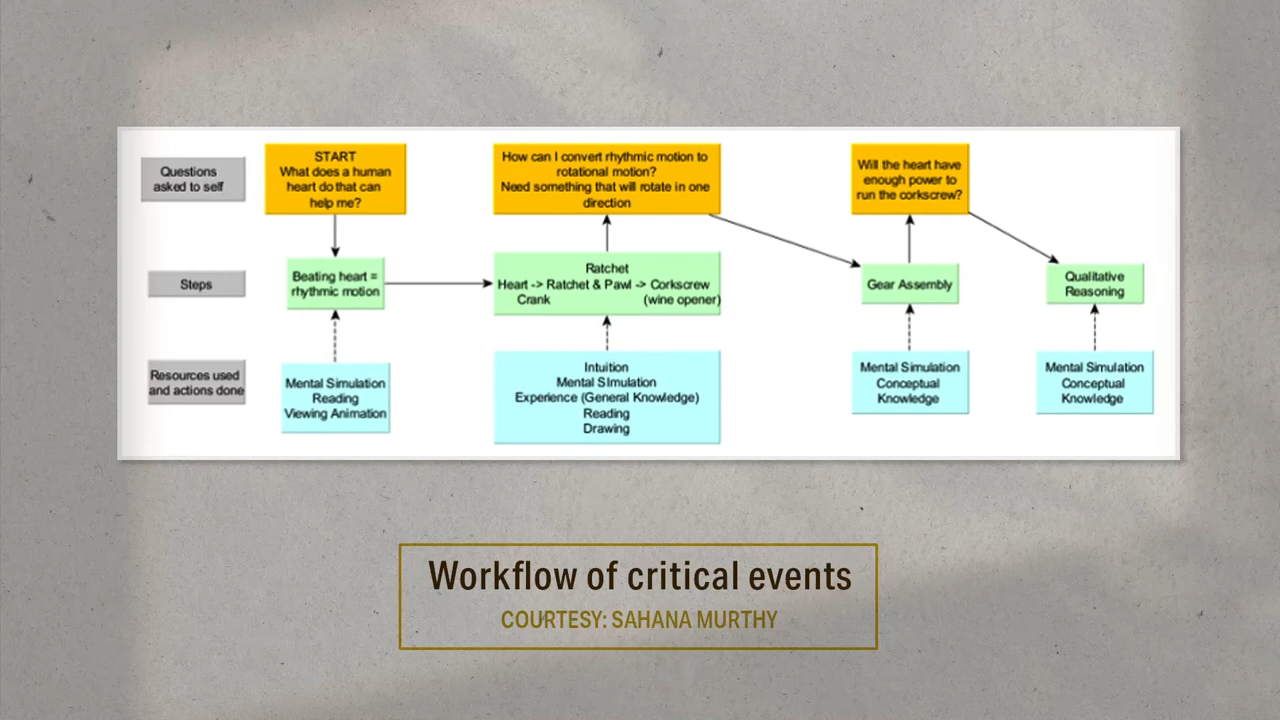 Questions
asked to self
START
What does a human
heart do that can
help me?
How can I convert rhythmic motion to
rotational motion?
Need something that will rotate in one
direction
Will the heart have
enough power to
run the corkscrew?
Steps
Beating heart =
rhythmic motion
Ratchet
Heart -> Ratchet & Pawl -> Corkscrew
Crank (wine opener)
Gear Assembly
Qualitative
Reasoning
Resources used
and actions done
Mental Simulation
Reading
Viewing Animation
Intuition
Mental SImulation
Experience (General Knowledge)
Reading
Drawing
Mental Simulation
Conceptual
Knowledge
Mental Simulation
Conceptual
Knowledge
Workflow of critical events
COURTESY: SAHANA MURTHY